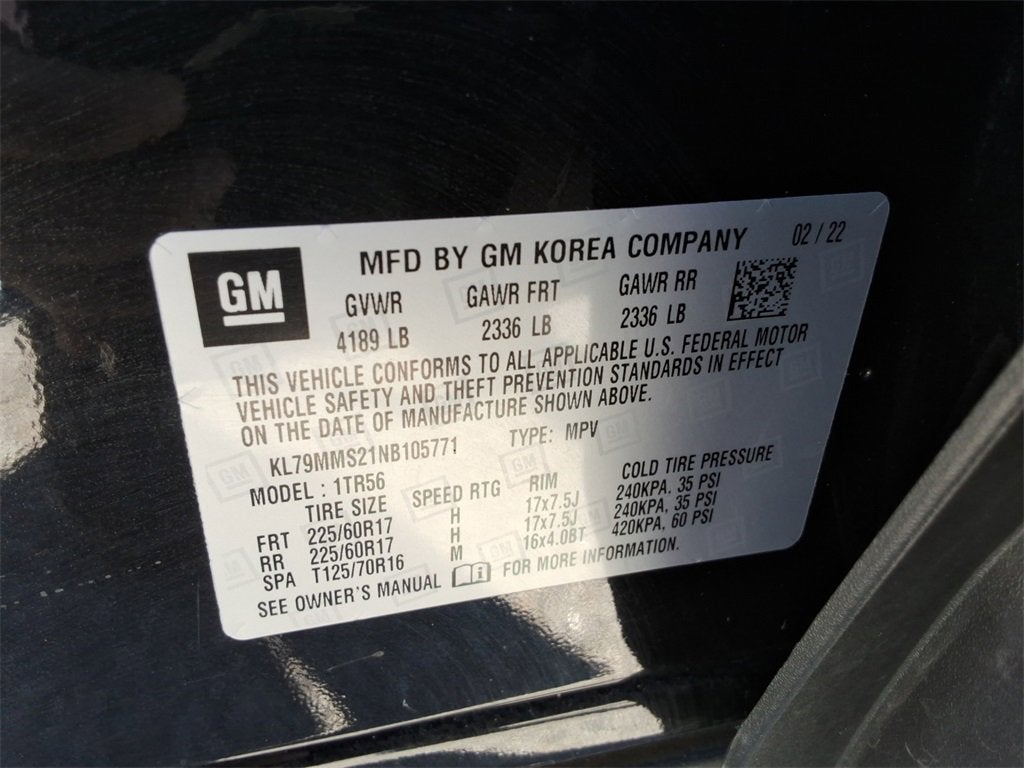 GM
MFD BY GM KOREA COMPANY 02 / 22
GVWR GAWR FRT GAWR RR
4189 LB 2336 LB 2336 LB
THIS VEHICLE CONFORMS TO ALL APPLICABLE U.S. FEDERAL MOTOR
VEHICLE SAFETY AND THEFT PREVENTION STANDARDS IN EFFECT
ON THE DATE OF MANUFACTURE SHOWN ABOVE.
KL79MMS21NB105771 TYPE: MPV
MODEL : 1TR56
TIRE SIZE SPEED RTG RIM COLD TIRE PRESSURE
FRT 225/60R17 H 17x7.5J 240KPA, 35 PSI
RR 225/60R17 H 17x7.5J 240KPA, 35 PSI
SPA T125/70R16 M 16x4.0BT 420KPA, 60 PSI
SEE OWNER'S MANUAL FOR MORE INFORMATION.